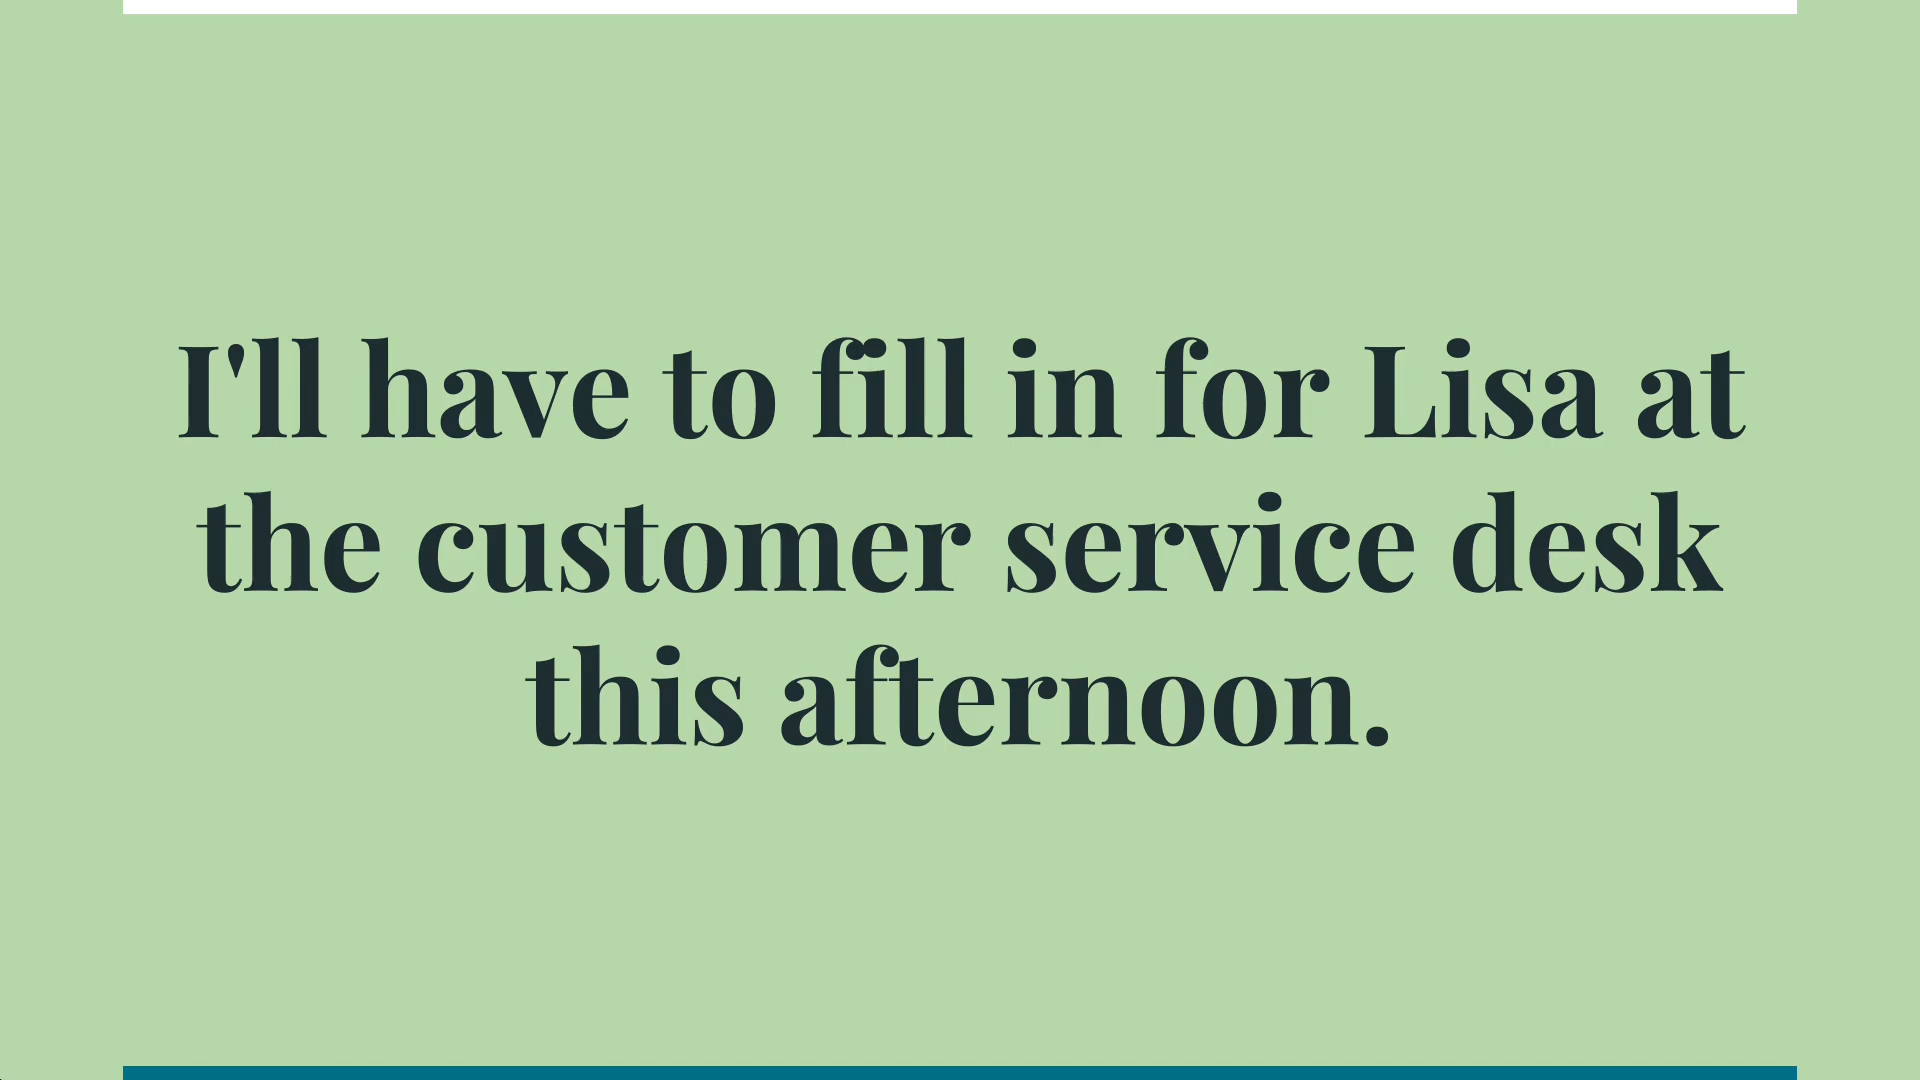 I'll have to fill in for Lisa at
the customer service desk
this afternoon.